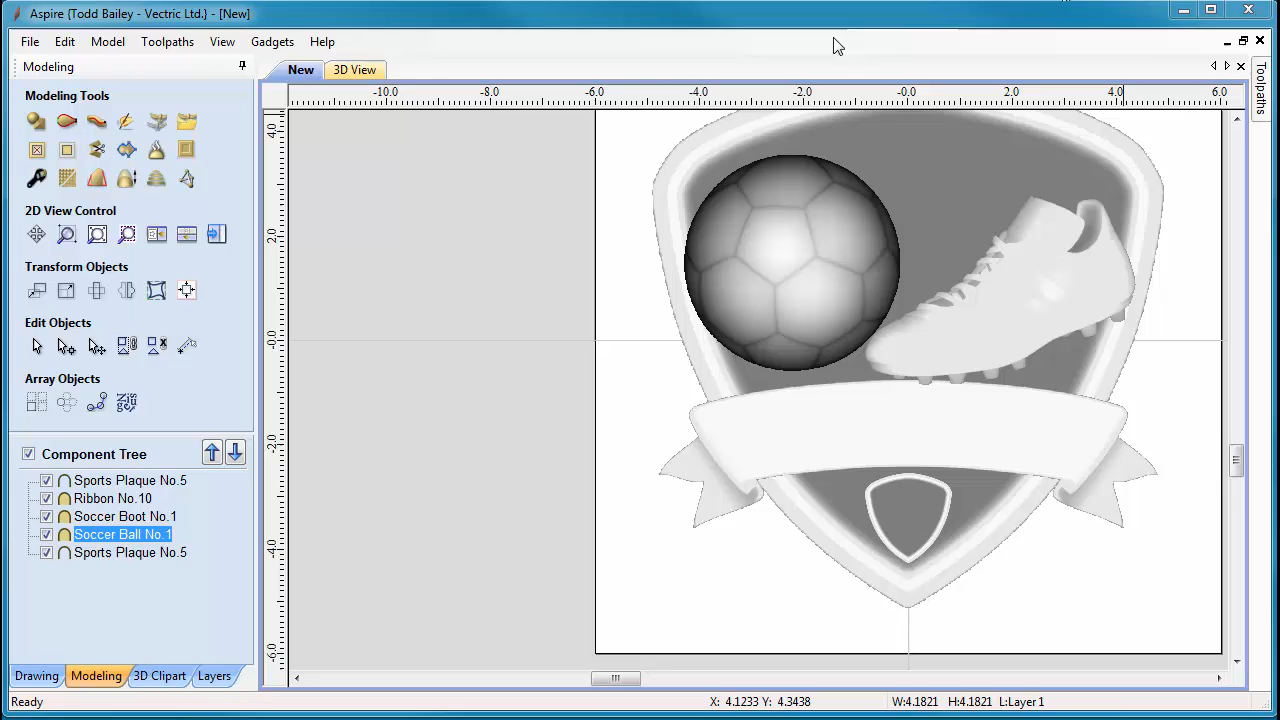 Aspire {Todd Bailey - Vectric Ltd.} - [New]
File Edit Model Toolpaths View Gadgets Help
Modeling
New 3D View
Toolpaths
Modeling Tools
-10.0 -8.0 -6.0 -4.0 -2.0 -0.0 2.0 4.0 6.0
4.0
2.0
-0.0
-2.0
-4.0
-6.0
2D View Control
Transform Objects
Edit Objects
Array Objects
Component Tree
Sports Plaque No.5
Ribbon No.10
Soccer Boot No.1
Soccer Ball No.1
Sports Plaque No.5
Drawing Modeling 3D Clipart Layers
Ready X: 4.1233 Y: 4.3438 W:4.1821 H:4.1821 L:Layer 1